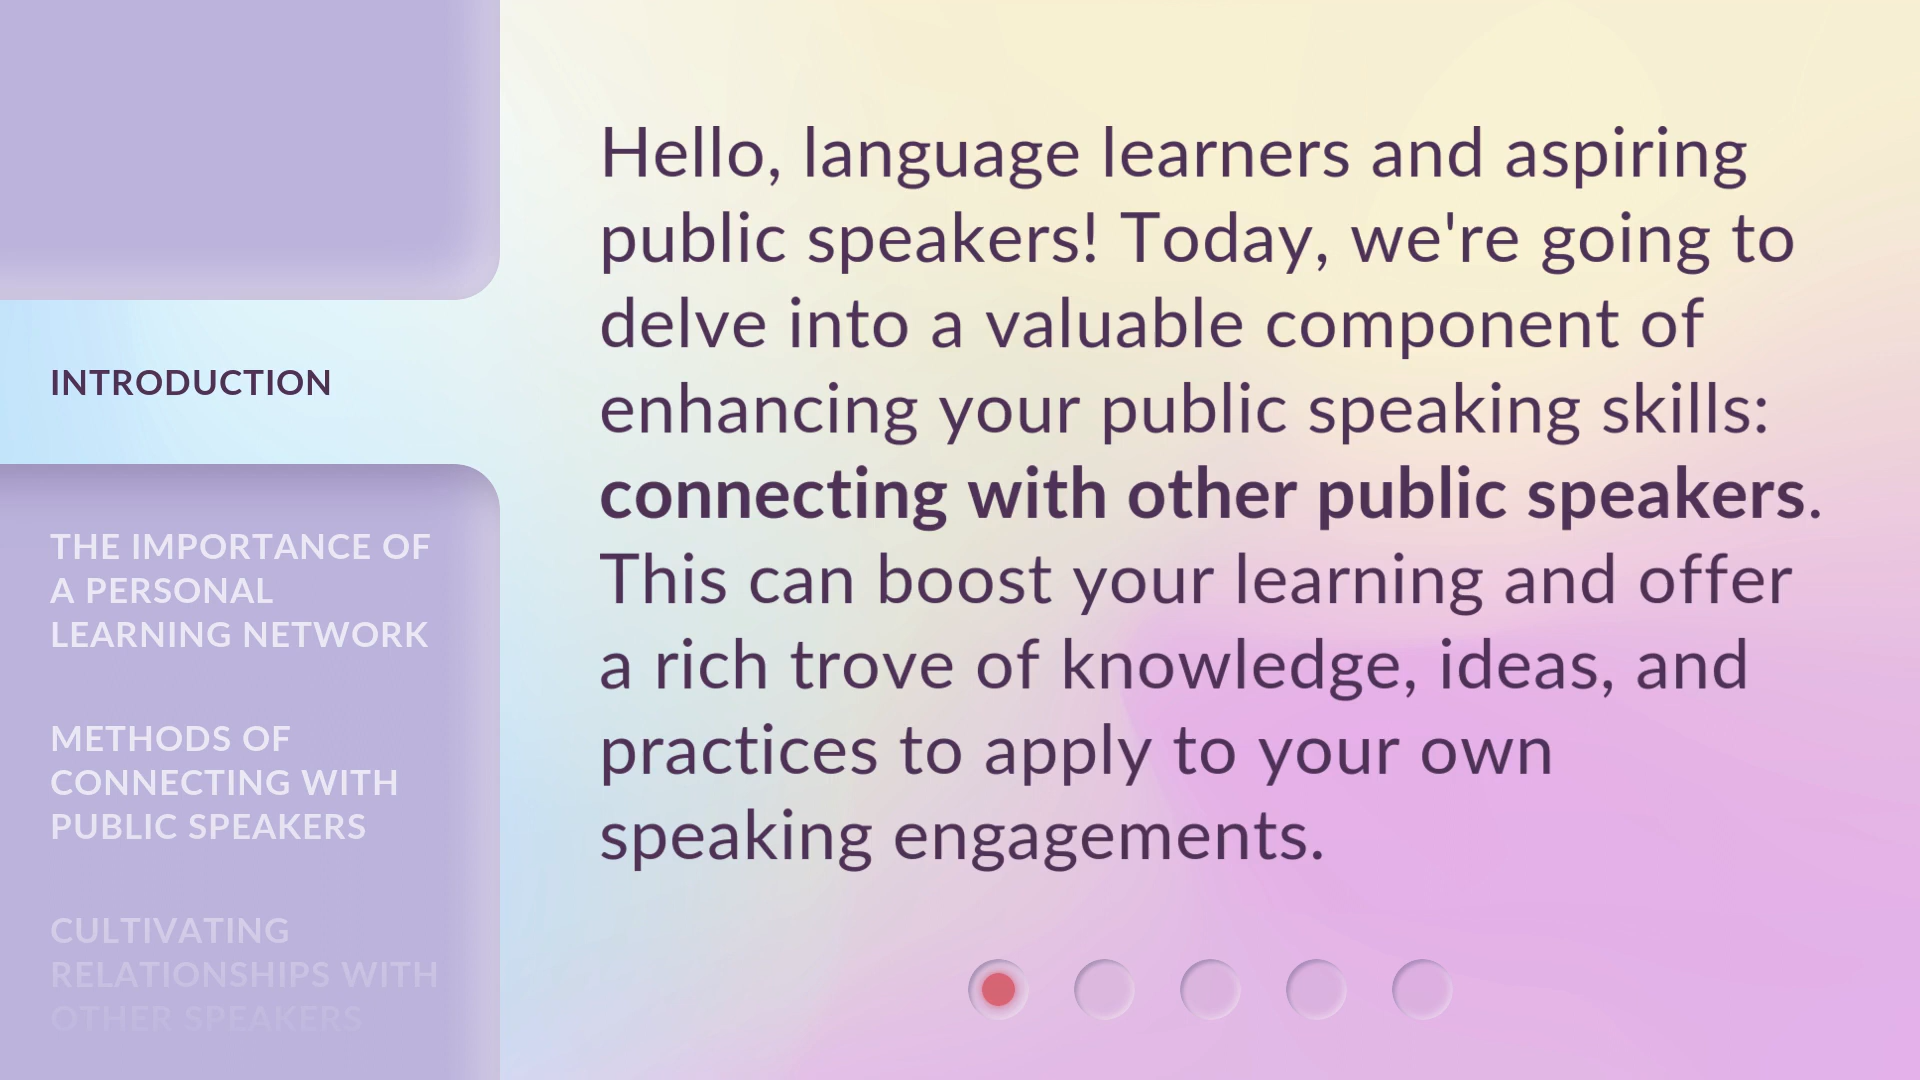 INTRODUCTION
THE IMPORTANCE OF
A PERSONAL
LEARNING NETWORK
METHODS OF
CONNECTING WITH
PUBLIC SPEAKERS
CULTIVATING
RELATIONSHIPS WITH
OTHER SPEAKERS
Hello, language learners and aspiring
public speakers! Today, we're going to
delve into a valuable component of
enhancing your public speaking skills:
connecting with other public speakers.
This can boost your learning and offer
a rich trove of knowledge, ideas, and
practices to apply to your own
speaking engagements.